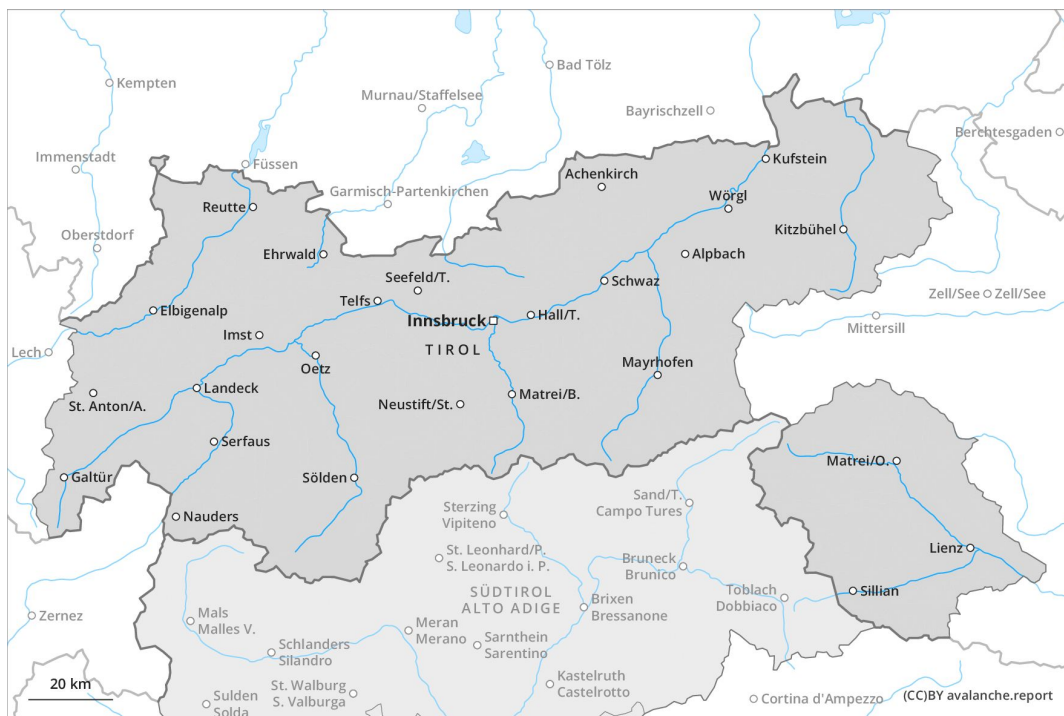 Kempten
Bad Tölz
Murnau/Staffelsee
Bayrischzell
Berchtesgaden
Immenstadt
Füssen
Kufstein
Garmisch-Partenkirchen
Achenkirch
Reutte
Wörgl
Oberstdorf
Kitzbühel
Ehrwald
Alpbach
Seefeld/T.
Schwaz
Telfs
Zell/See
Zell/See
Elbigenalp
Innsbruck
Hall/T.
Mittersill
Imst
TIROL
Lech
Oetz
Mayrhofen
Landeck
St. Anton/A.
Neustift/St.
Matrei/B.
Serfaus
Matrei/O.
Galtür
Sölden
Sand/T.
Campo Tures
Sterzing
Vipiteno
Nauders
Lienz
St. Leonhard/P.
S. Leonardo i. P.
Bruneck
Brunico
SÜDTIROL
ALTO ADIGE
Sillian
Toblach
Dobbiaco
Brixen
Bressanone
Zernez
Mals
Malles V.
Meran
Merano
Sarnthein
Sarentino
Schlanders
Silandro
20 km
St. Walburg
S. Valburga
Kastelruth
Castelrotto
Sulden
Solda
Cortina d'Ampezzo
(CC)BY avalanche.report